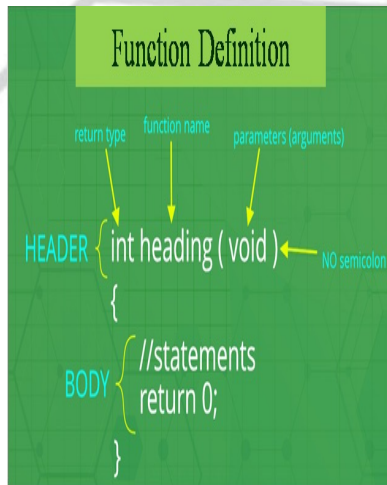 Function Definition
return type function name parameters (arguments)
HEADER int heading ( void ) NO semicolon
{
//statements
BODY
return 0;
}